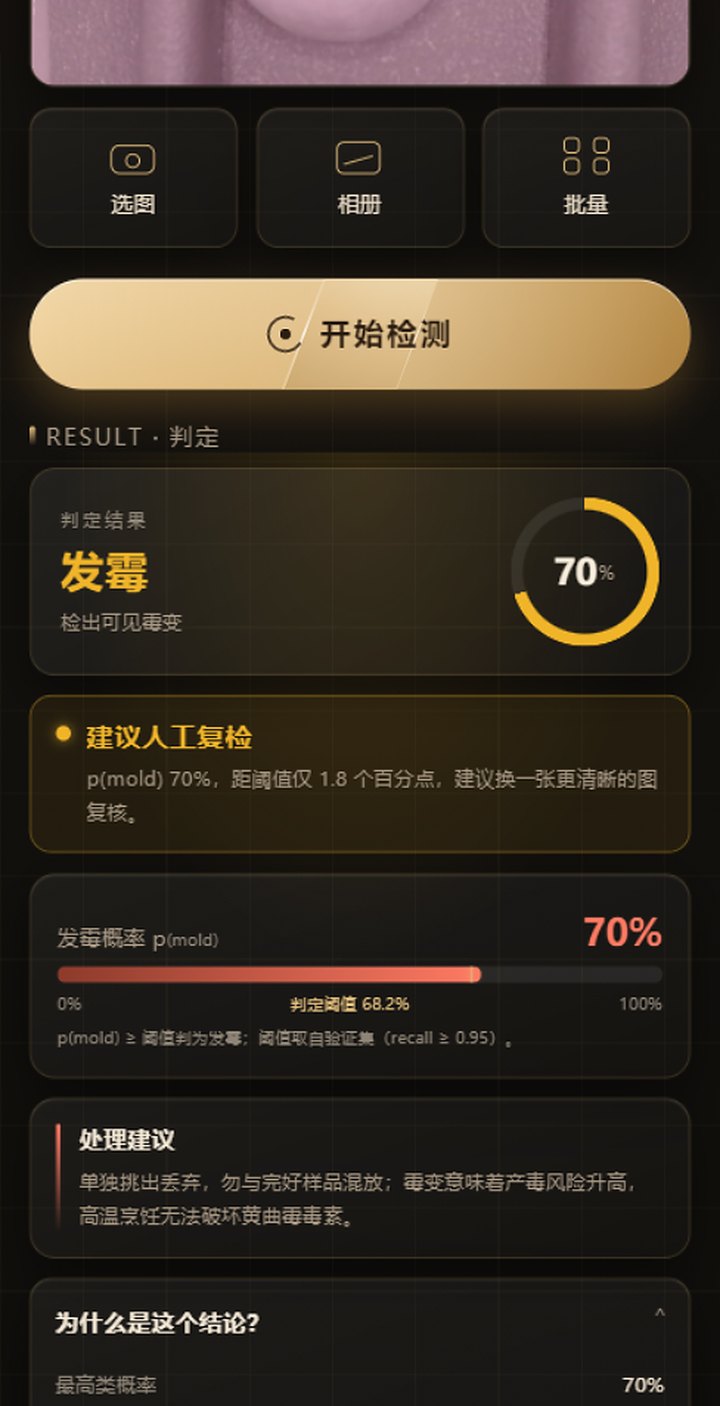 选图
相册
批量
开始检测
RESULT · 判定
判定结果
发霉
70%
检出可见霉变
建议人工复检
p(mold) 70%，距阈值仅 1.8 个百分点，建议换一张更清晰的图
复核。
发霉概率 p(mold)
70%
0%
判定阈值 68.2%
100%
p(mold) ≥ 阈值判为发霉；阈值取自验证集（recall ≥ 0.95）。
处理建议
单独挑出丢弃，勿与完好样品混放；霉变意味着产毒风险升高，
高温烹饪无法破坏黄曲霉毒素。
为什么是这个结论？
最高类概率
70%